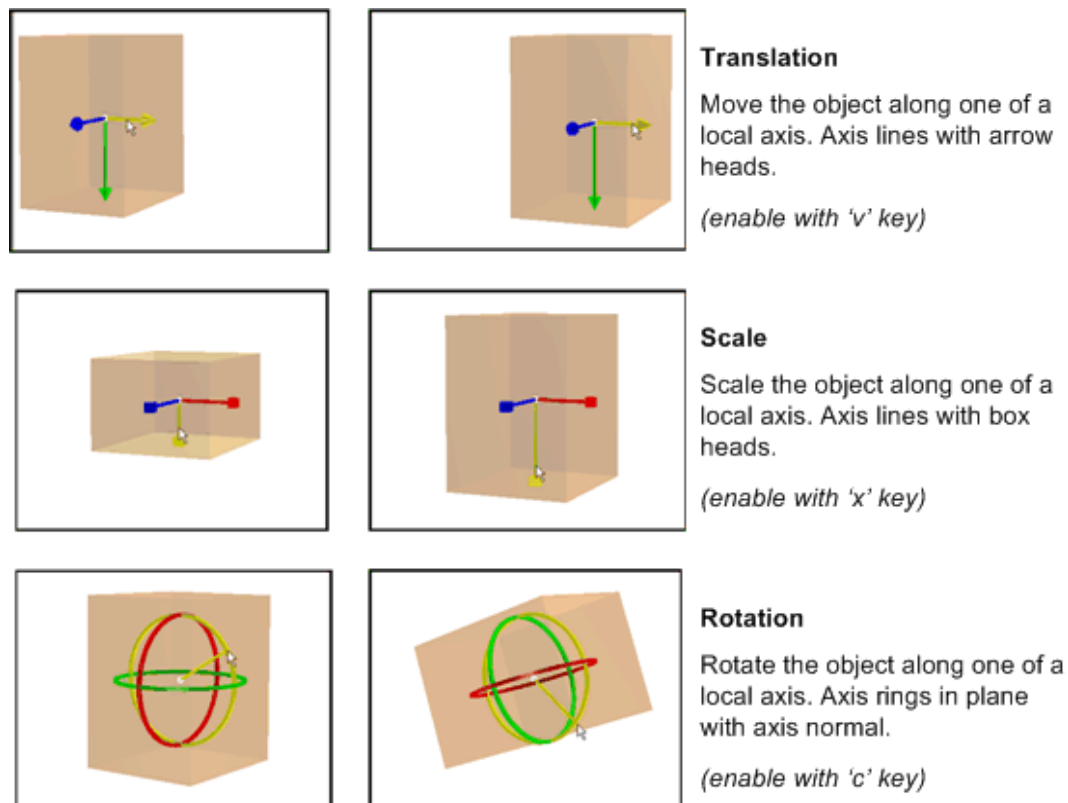 Translation
Move the object along one of a
local axis. Axis lines with arrow
heads.
(enable with ‘v’ key)
Scale
Scale the object along one of a
local axis. Axis lines with box
heads.
(enable with ‘x’ key)
Rotation
Rotate the object along one of a
local axis. Axis rings in plane
with axis normal.
(enable with ‘c’ key)